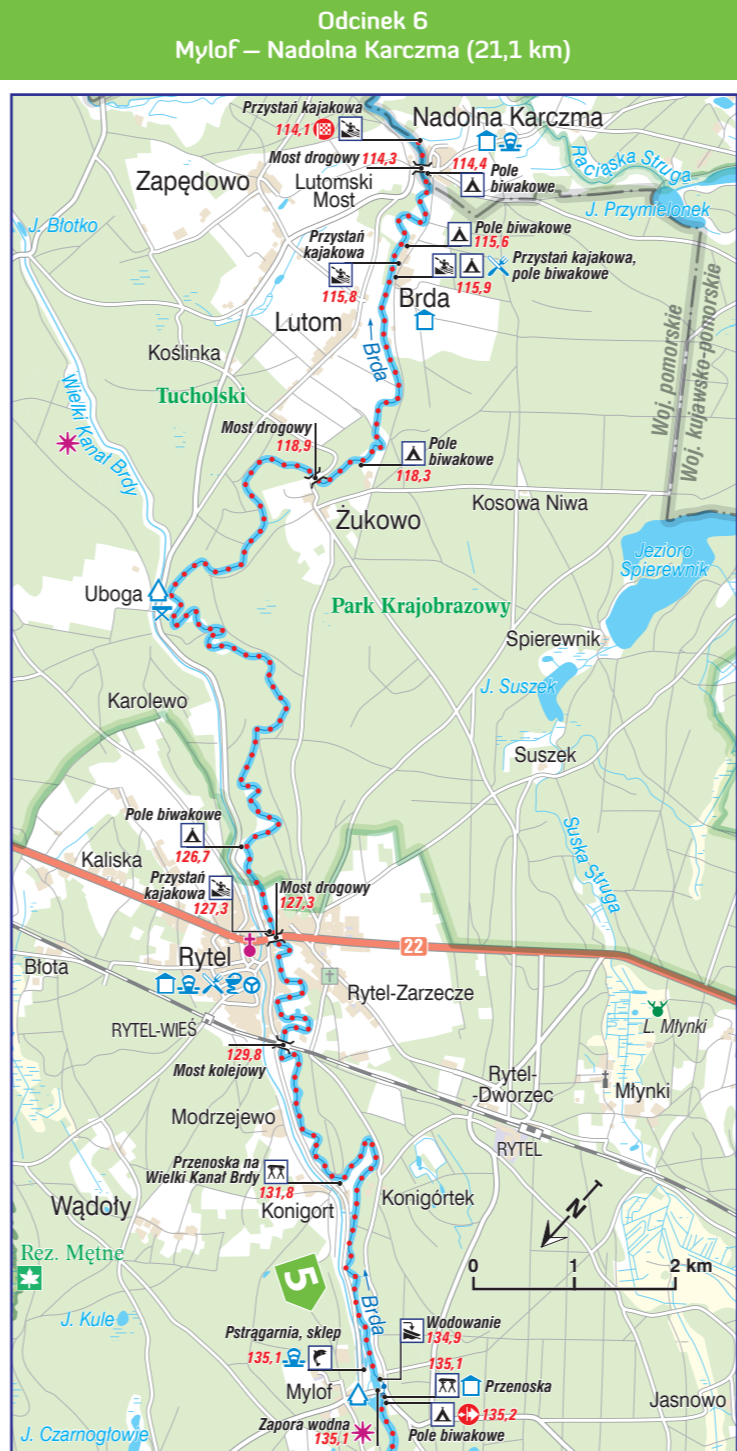 Odcinek 6
Mylof – Nadolna Karczma (21,1 km)
Przystań kajakowa
114,1
Nadolna Karczma
Most drogowy 114,3
114,4
Pole
biwakowe
Raciąska Struga
Zapędowo
Lutomski
Most
J. Przymielonek
J. Błotko
Pole biwakowe
115,6
Przystań
kajakowa
115,8
Przystań kajakowa,
pole biwakowe
115,9
Brda
Woj. pomorskie
Woj. kujawsko-pomorskie
Lutom
← Brda
Koślinka
Tucholski
Wielki Kanał Brdy
Most drogowy
118,9
Pole
biwakowe
118,3
Kosowa Niwa
Żukowo
Jezioro
Spierewnik
Uboga
Park Krajobrazowy
Spierewnik
J. Suszek
Karolewo
Suszek
Pole biwakowe
126,7
Suska Struga
Kaliska
Przystań
kajakowa
127,3
Most drogowy
127,3
22
Rytel
Błota
Rytel-Zarzecze
L. Młynki
RYTEL-WIEŚ
129,8
Most kolejowy
Rytel-
-Dworzec
Młynki
Modrzejewo
RYTEL
Przenoska na
Wielki Kanał Brdy
131,8
Konigórtek
Wądoły
Konigort
N
Rez. Mętne
5
0 1 2 km
J. Kule
← Brda
Wodowanie
134,9
Pstrągarnia, sklep
135,1
135,1
Przenoska
Mylof
Jasnowo
135,2
Zapora wodna
135,1
Pole biwakowe
J. Czarnogłowie